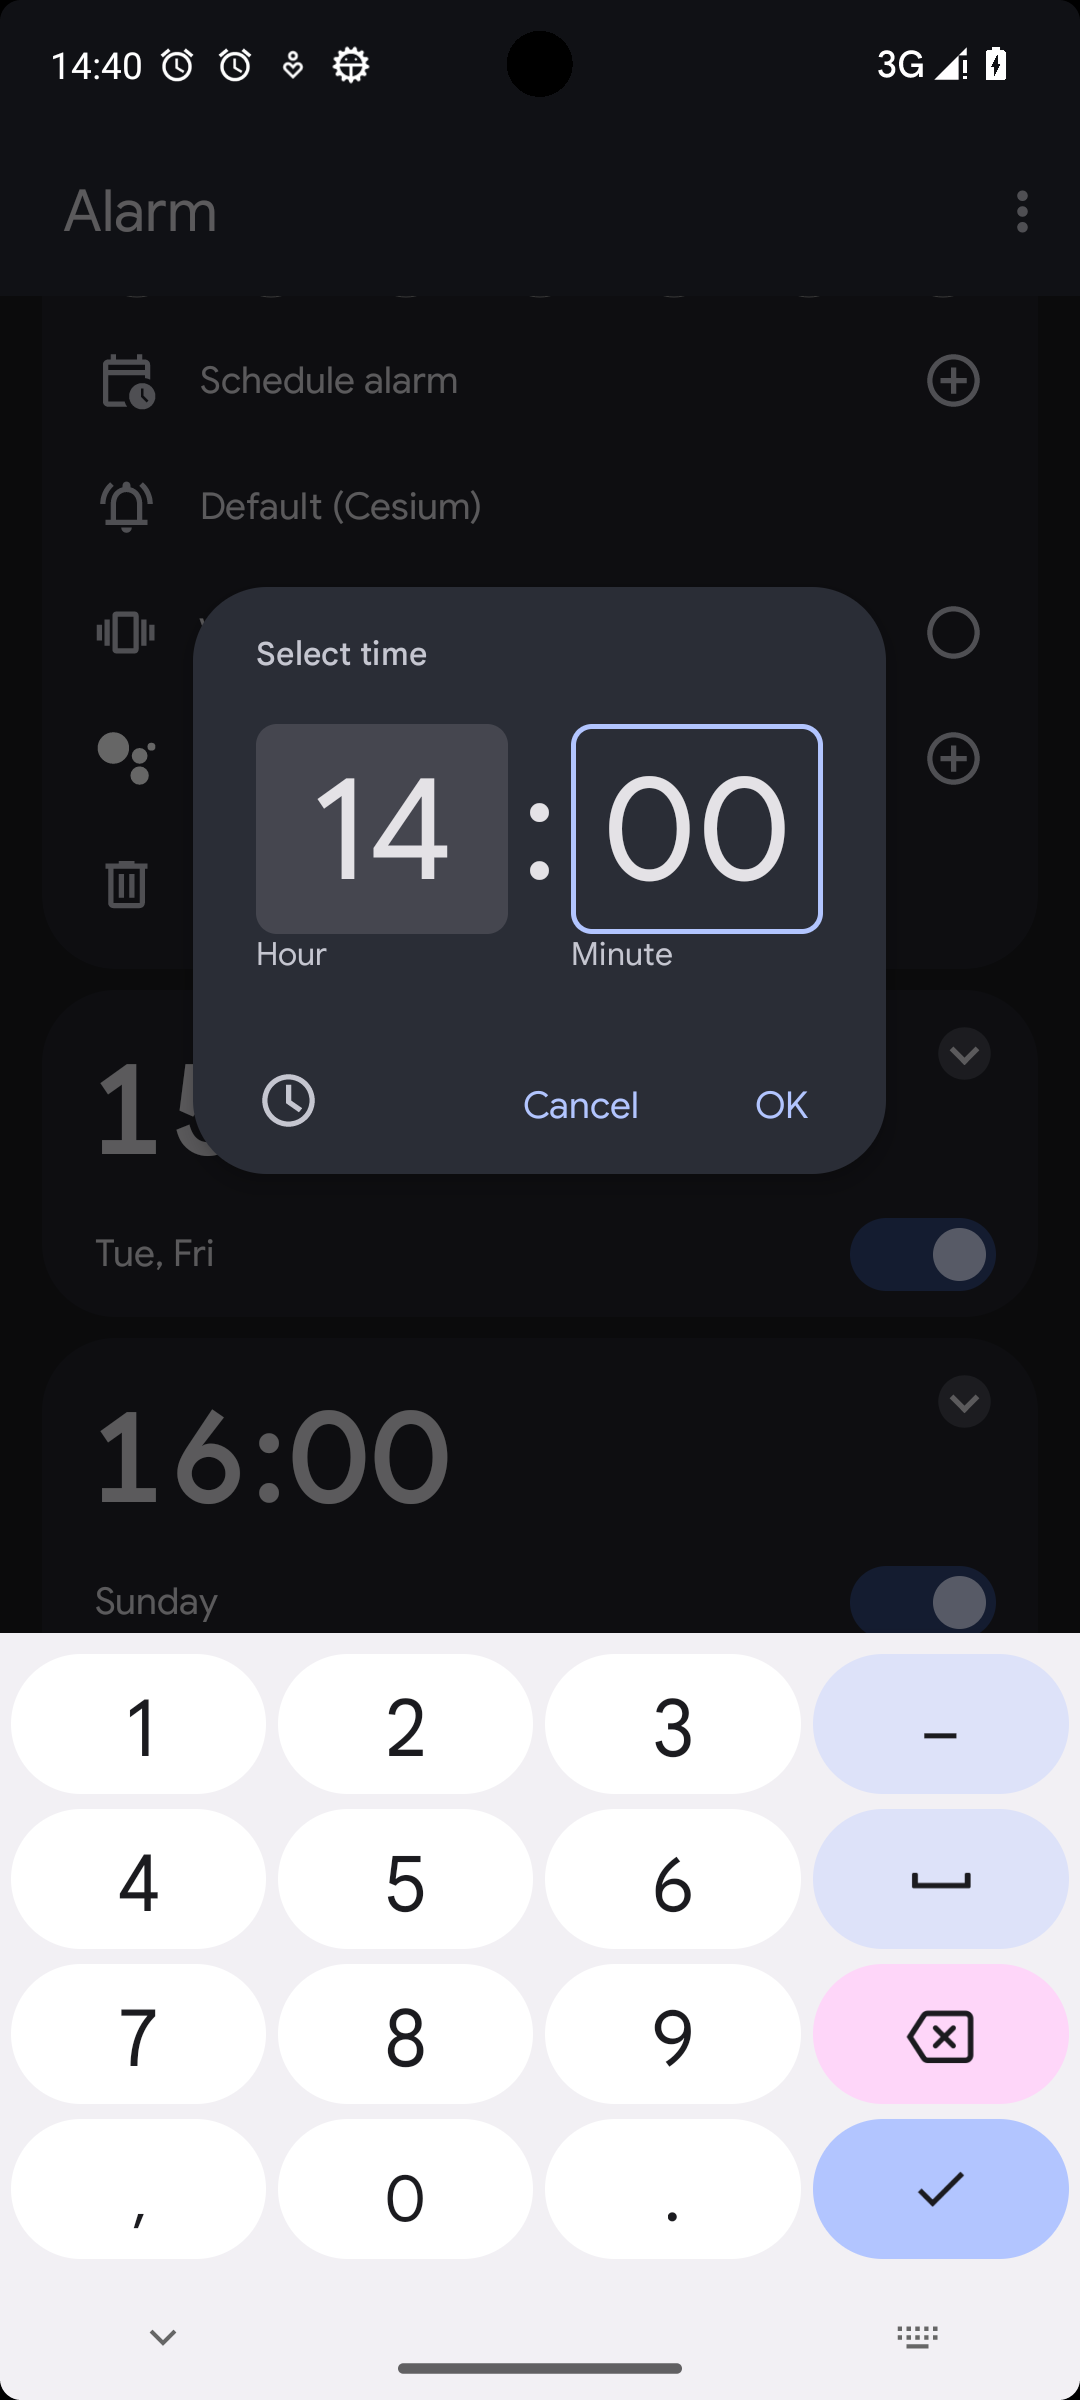 14:40
3G
Alarm
Schedule alarm
Default (Cesium)
Select time
14:00
Hour Minute
Cancel OK
Tue, Fri
16:00
Sunday
1 2 3 –
4 5 6
7 8 9
, 0 .